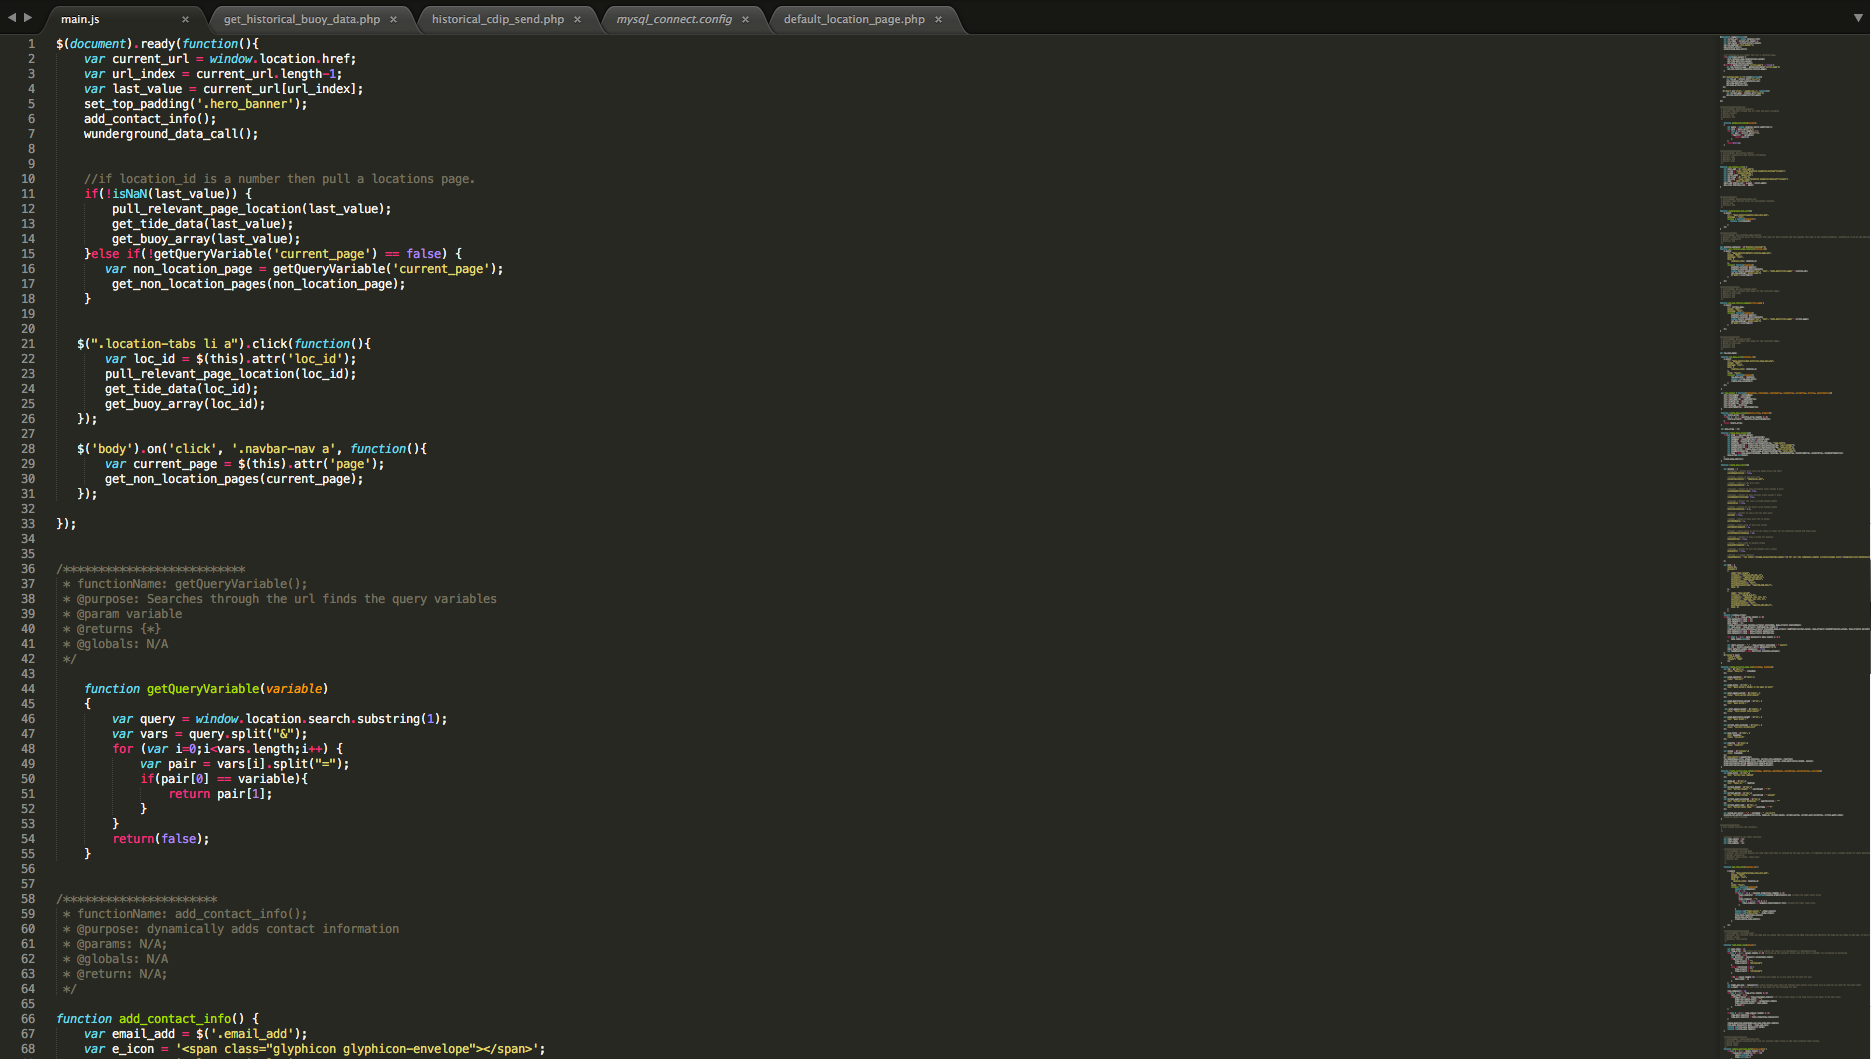 main.js × get_historical_buoy_data.php × historical_cdip_send.php × mysql_connect.config × default_location_page.php ×
1 $(document).ready(function(){
2 var current_url = window.location.href;
3 var url_index = current_url.length-1;
4 var last_value = current_url[url_index];
5 set_top_padding('.hero_banner');
6 add_contact_info();
7 wunderground_data_call();
8
9
10 //if location_id is a number then pull a locations page.
11 if(!isNaN(last_value)) {
12 pull_relevant_page_location(last_value);
13 get_tide_data(last_value);
14 get_buoy_array(last_value);
15 }else if(!getQueryVariable('current_page') == false) {
16 var non_location_page = getQueryVariable('current_page');
17 get_non_location_pages(non_location_page);
18 }
19
20
21 $(".location-tabs li a").click(function(){
22 var loc_id = $(this).attr('loc_id');
23 pull_relevant_page_location(loc_id);
24 get_tide_data(loc_id);
25 get_buoy_array(loc_id);
26 });
27
28 $('body').on('click', '.navbar-nav a', function(){
29 var current_page = $(this).attr('page');
30 get_non_location_pages(current_page);
31 });
32
33 });
34
35
36 /**************************
37 * functionName: getQueryVariable();
38 * @purpose: Searches through the url finds the query variables
39 * @param variable
40 * @returns {*}
41 * @globals: N/A
42 */
43
44 function getQueryVariable(variable)
45 {
46 var query = window.location.search.substring(1);
47 var vars = query.split("&");
48 for (var i=0;i<vars.length;i++) {
49 var pair = vars[i].split("=");
50 if(pair[0] == variable){
51 return pair[1];
52 }
53 }
54 return(false);
55 }
56
57
58 /**********************
59 * functionName: add_contact_info();
60 * @purpose: dynamically adds contact information
61 * @params: N/A;
62 * @globals: N/A
63 * @return: N/A;
64 */
65
66 function add_contact_info() {
67 var email_add = $('.email_add');
68 var e_icon = '<span class="glyphicon glyphicon-envelope"></span>';